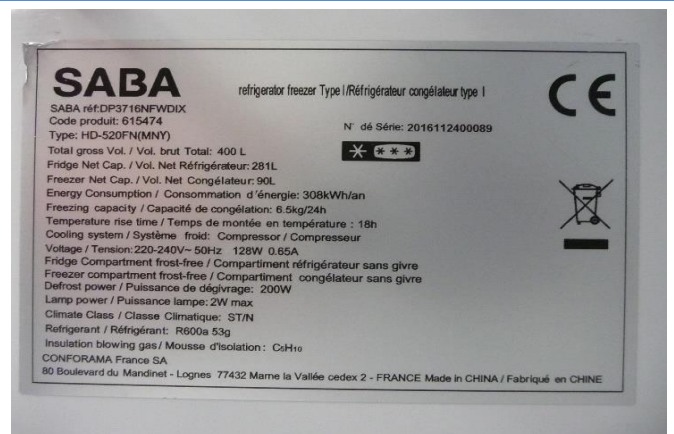 SABA
refrigerator freezer Type I/Réfrigérateur congélateur type I
CE
SABA réf:DP3716NFWDIX
Code produit: 615474
N° dé Série: 2016112400089
Type: HD-520FN(MNY)
Total gross Vol. / Vol. brut Total: 400 L
Fridge Net Cap. / Vol. Net Réfrigérateur: 281L
Freezer Net Cap. / Vol. Net Congélateur: 90L
Energy Consumption / Consommation d'énergie: 308kWh/an
Freezing capacity / Capacité de congélation: 6.5kg/24h
Temperature rise time / Temps de montée en température : 18h
Cooling system / Système froid: Compressor / Compresseur
Voltage / Tension:220-240V~ 50Hz 128W 0.65A
Fridge Compartment frost-free / Compartiment réfrigérateur sans givre
Freezer compartment frost-free / Compartiment congélateur sans givre
Defrost power / Puissance de dégivrage: 200W
Lamp power / Puissance lampe: 2W max
Climate Class / Classe Climatique: ST/N
Refrigerant / Réfrigérant: R600a 53g
Insulation blowing gas/ Mousse d'isolation : C5H10
CONFORAMA France SA
80 Boulevard du Mandinet - Lognes 77432 Marne la Vallée cedex 2 - FRANCE Made in CHINA / Fabriqué en CHINE